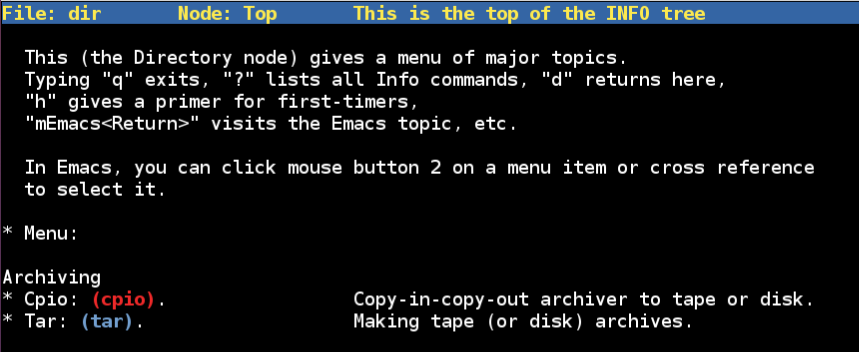 File: dir Node: Top This is the top of the INFO tree
This (the Directory node) gives a menu of major topics.
Typing "q" exits, "?" lists all Info commands, "d" returns here,
"h" gives a primer for first-timers,
"mEmacs<Return>" visits the Emacs topic, etc.
In Emacs, you can click mouse button 2 on a menu item or cross reference
to select it.
* Menu:
Archiving
* Cpio: (cpio). Copy-in-copy-out archiver to tape or disk.
* Tar: (tar). Making tape (or disk) archives.